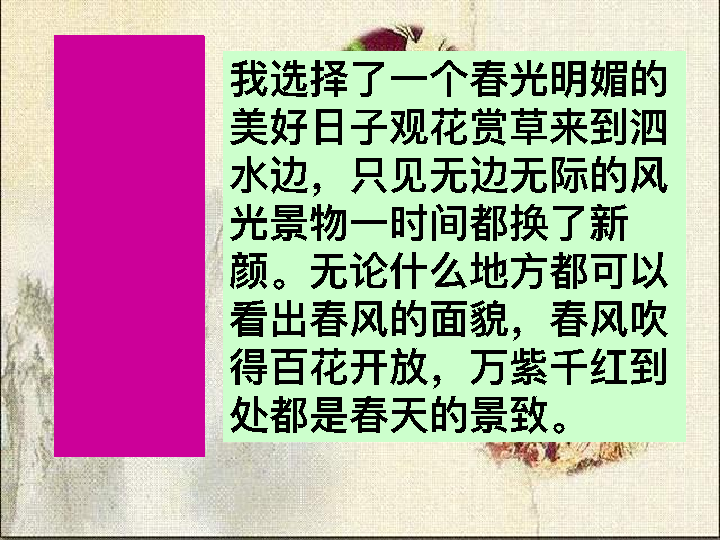 我选择了一个春光明媚的
美好日子观花赏草来到泗
水边，只见无边无际的风
光景物一时间都换了新
颜。无论什么地方都可以
看出春风的面貌，春风吹
得百花开放，万紫千红到
处都是春天的景致。